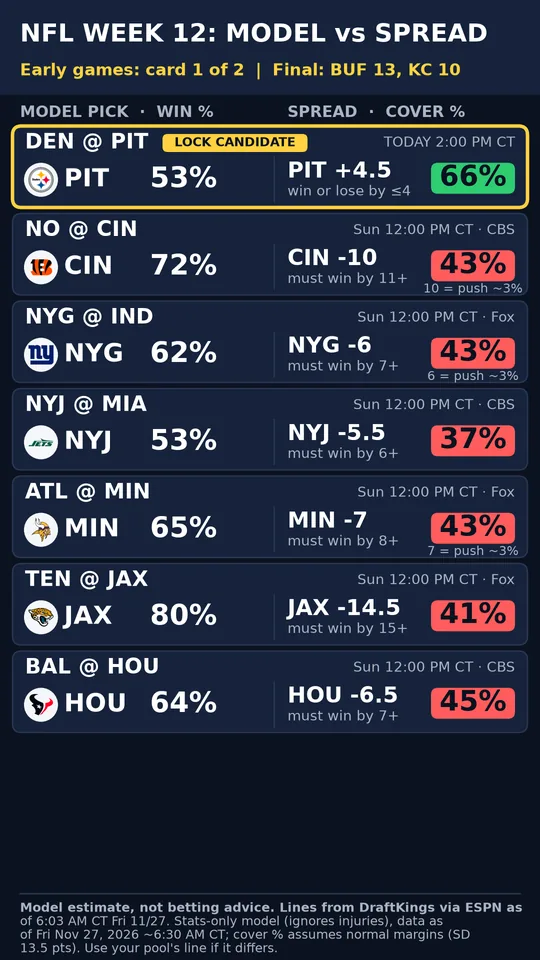 NFL WEEK 12: MODEL vs SPREAD
Early games: card 1 of 2 | Final: BUF 13, KC 10
MODEL PICK · WIN % SPREAD · COVER %
DEN @ PIT LOCK CANDIDATE TODAY 2:00 PM CT
PIT 53% PIT +4.5 66%
win or lose by ≤4
NO @ CIN Sun 12:00 PM CT · CBS
CIN 72% CIN -10 43%
must win by 11+
10 = push ~3%
NYG @ IND Sun 12:00 PM CT · Fox
NYG 62% NYG -6 43%
must win by 7+
6 = push ~3%
NYJ @ MIA Sun 12:00 PM CT · CBS
JETS NYJ 53% NYJ -5.5 37%
must win by 6+
ATL @ MIN Sun 12:00 PM CT · Fox
MIN 65% MIN -7 43%
must win by 8+
7 = push ~3%
TEN @ JAX Sun 12:00 PM CT · Fox
JAX 80% JAX -14.5 41%
must win by 15+
BAL @ HOU Sun 12:00 PM CT · CBS
HOU 64% HOU -6.5 45%
must win by 7+
Model estimate, not betting advice. Lines from DraftKings via ESPN as
of 6:03 AM CT Fri 11/27. Stats-only model (ignores injuries), data as
of Fri Nov 27, 2026 ~6:30 AM CT; cover % assumes normal margins (SD
13.5 pts). Use your pool's line if it differs.